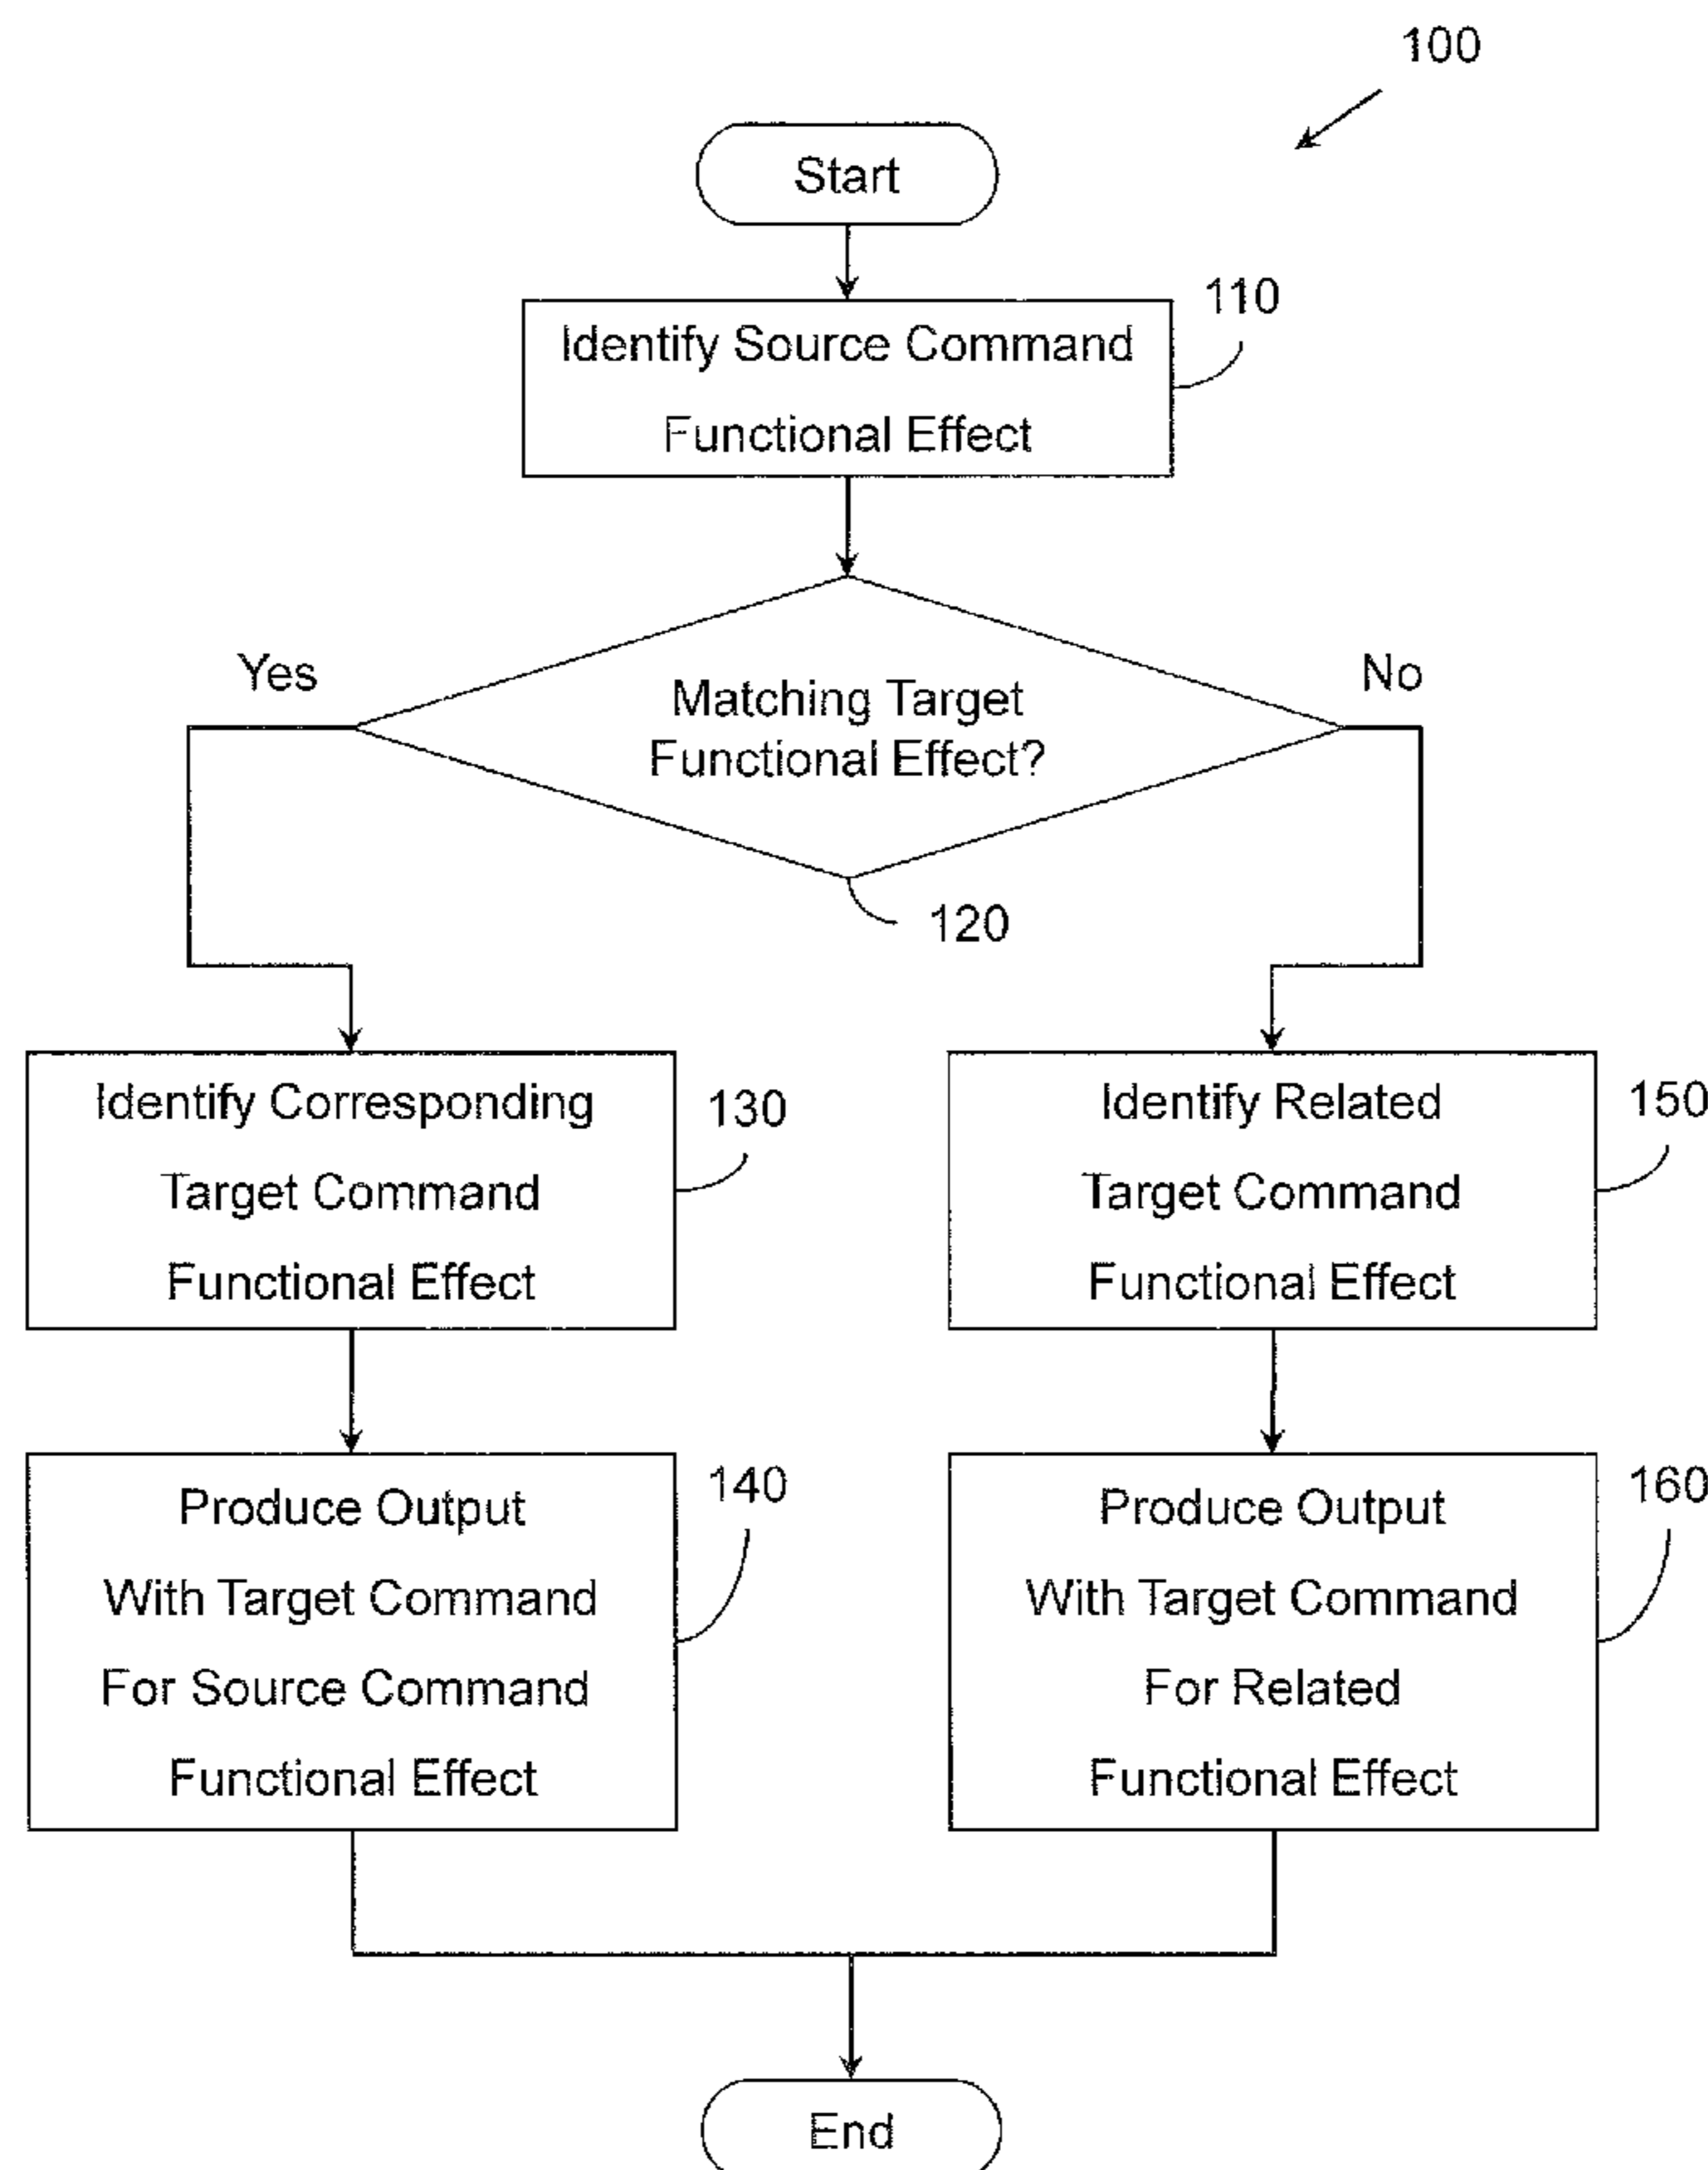 100
Start
110
Identify Source Command
Functional Effect
Yes
No
Matching Target
Functional Effect?
120
Identify Corresponding
Target Command
Functional Effect
130
Identify Related
Target Command
Functional Effect
150
Produce Output
With Target Command
For Source Command
Functional Effect
140
Produce Output
With Target Command
For Related
Functional Effect
160
End